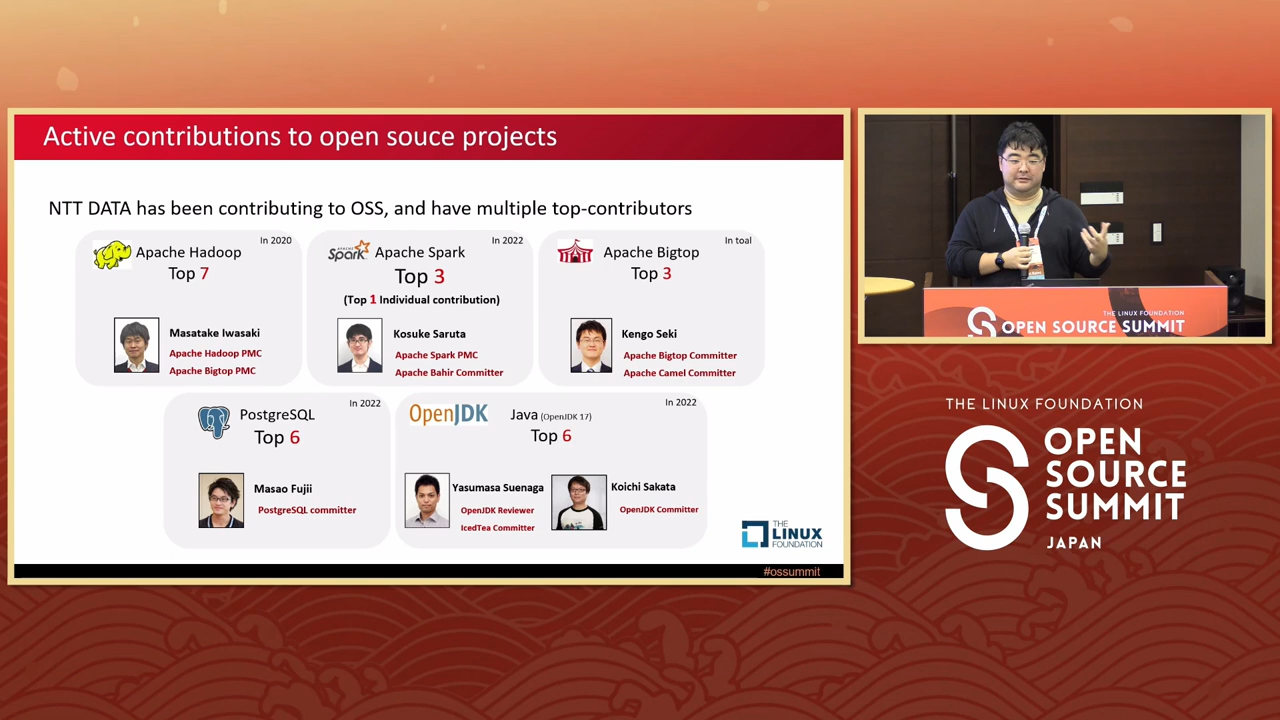 Active contributions to open souce projects
NTT DATA has been contributing to OSS, and have multiple top-contributors
In 2020
Apache Hadoop
Top 7
Masatake Iwasaki
Apache Hadoop PMC
Apache Bigtop PMC
In 2022
APACHE
Spark
Apache Spark
Top 3
(Top 1 Individual contribution)
Kosuke Saruta
Apache Spark PMC
Apache Bahir Committer
In toal
Apache Bigtop
Top 3
Kengo Seki
Apache Bigtop Committer
Apache Camel Committer
In 2022
PostgreSQL
Top 6
Masao Fujii
PostgreSQL committer
In 2022
OpenJDK
Java (OpenJDK 17)
Top 6
Yasumasa Suenaga
OpenJDK Reviewer
IcedTea Committer
Koichi Sakata
OpenJDK Committer
THE
LINUX
FOUNDATION
#ossummit
THE LINUX FOUNDATION
OPEN SOURCE SUMMIT
THE LINUX FOUNDATION
OPEN
SOURCE
SUMMIT
JAPAN